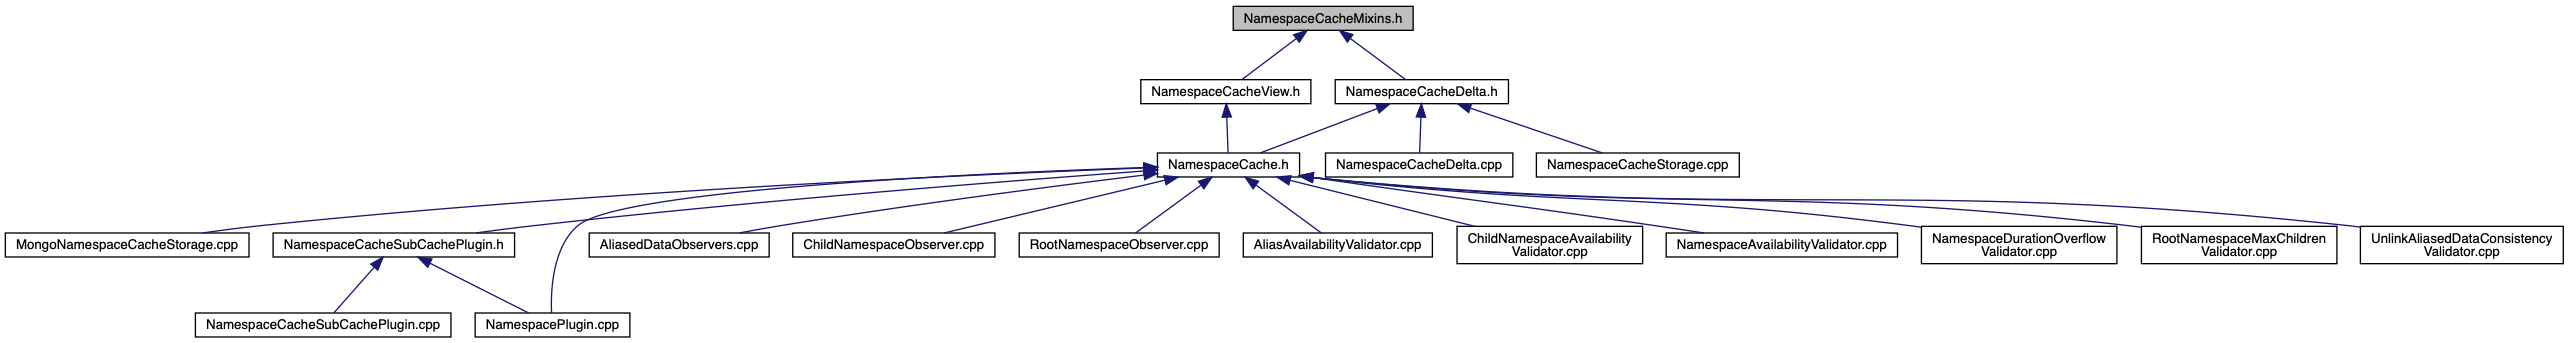 NamespaceCacheMixins.h
NamespaceCacheView.h
NamespaceCacheDelta.h
NamespaceCache.h
NamespaceCacheDelta.cpp
NamespaceCacheStorage.cpp
MongoNamespaceCacheStorage.cpp
NamespaceCacheSubCachePlugin.h
AliasedDataObservers.cpp
ChildNamespaceObserver.cpp
RootNamespaceObserver.cpp
AliasAvailabilityValidator.cpp
ChildNamespaceAvailability
Validator.cpp
NamespaceAvailabilityValidator.cpp
NamespaceDurationOverflow
Validator.cpp
RootNamespaceMaxChildren
Validator.cpp
UnlinkAliasedDataConsistency
Validator.cpp
NamespaceCacheSubCachePlugin.cpp
NamespacePlugin.cpp